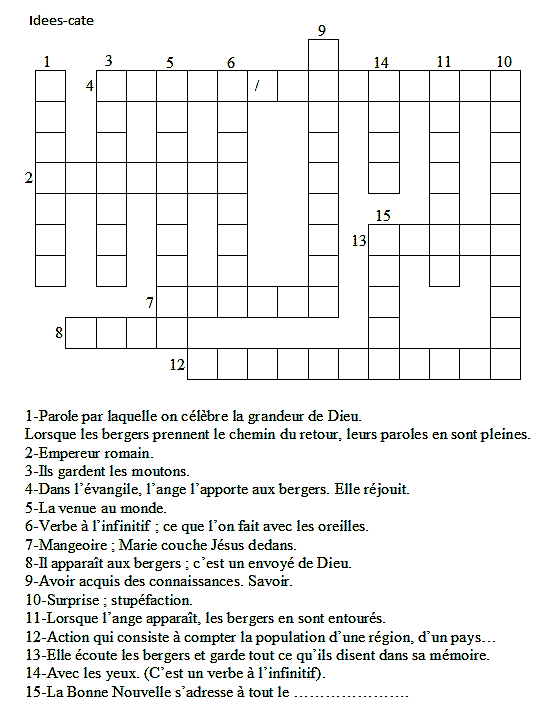 Idees-cate
9
1 3 5 6 14 11 10
4 /
2
15
13
7
8
12
1-Parole par laquelle on célèbre la grandeur de Dieu.
Lorsque les bergers prennent le chemin du retour, leurs paroles en sont pleines.
2-Empereur romain.
3-Ils gardent les moutons.
4-Dans l'évangile, l'ange l'apporte aux bergers. Elle réjouit.
5-La venue au monde.
6-Verbe à l'infinitif ; ce que l'on fait avec les oreilles.
7-Mangeoire ; Marie couche Jésus dedans.
8-Il apparaît aux bergers ; c'est un envoyé de Dieu.
9-Avoir acquis des connaissances. Savoir.
10-Surprise ; stupéfaction.
11-Lorsque l'ange apparaît, les bergers en sont entourés.
12-Action qui consiste à compter la population d'une région, d'un pays…
13-Elle écoute les bergers et garde tout ce qu'ils disent dans sa mémoire.
14-Avec les yeux. (C'est un verbe à l'infinitif).
15-La Bonne Nouvelle s'adresse à tout le ………………….